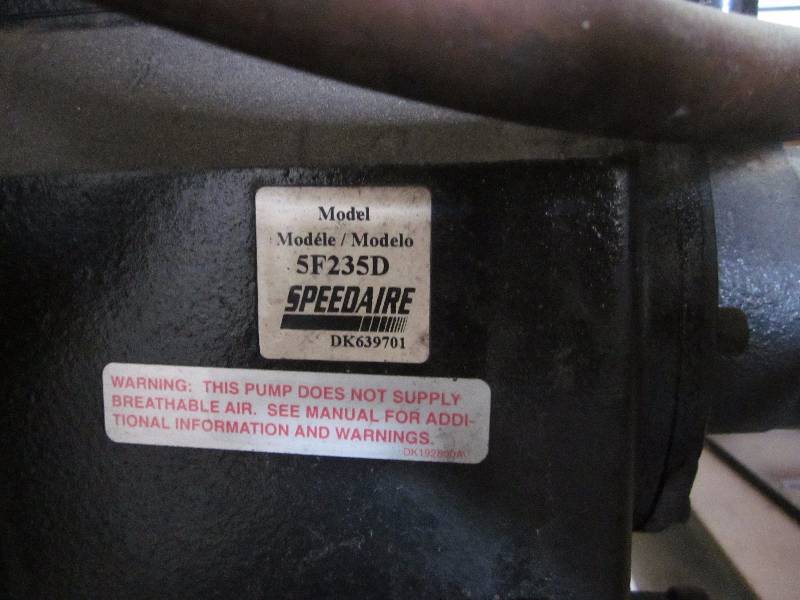 Model
Modéle / Modelo
5F235D
SPEEDAIRE
DK639701
WARNING: THIS PUMP DOES NOT SUPPLY
BREATHABLE AIR. SEE MANUAL FOR ADDI-
TIONAL INFORMATION AND WARNINGS.